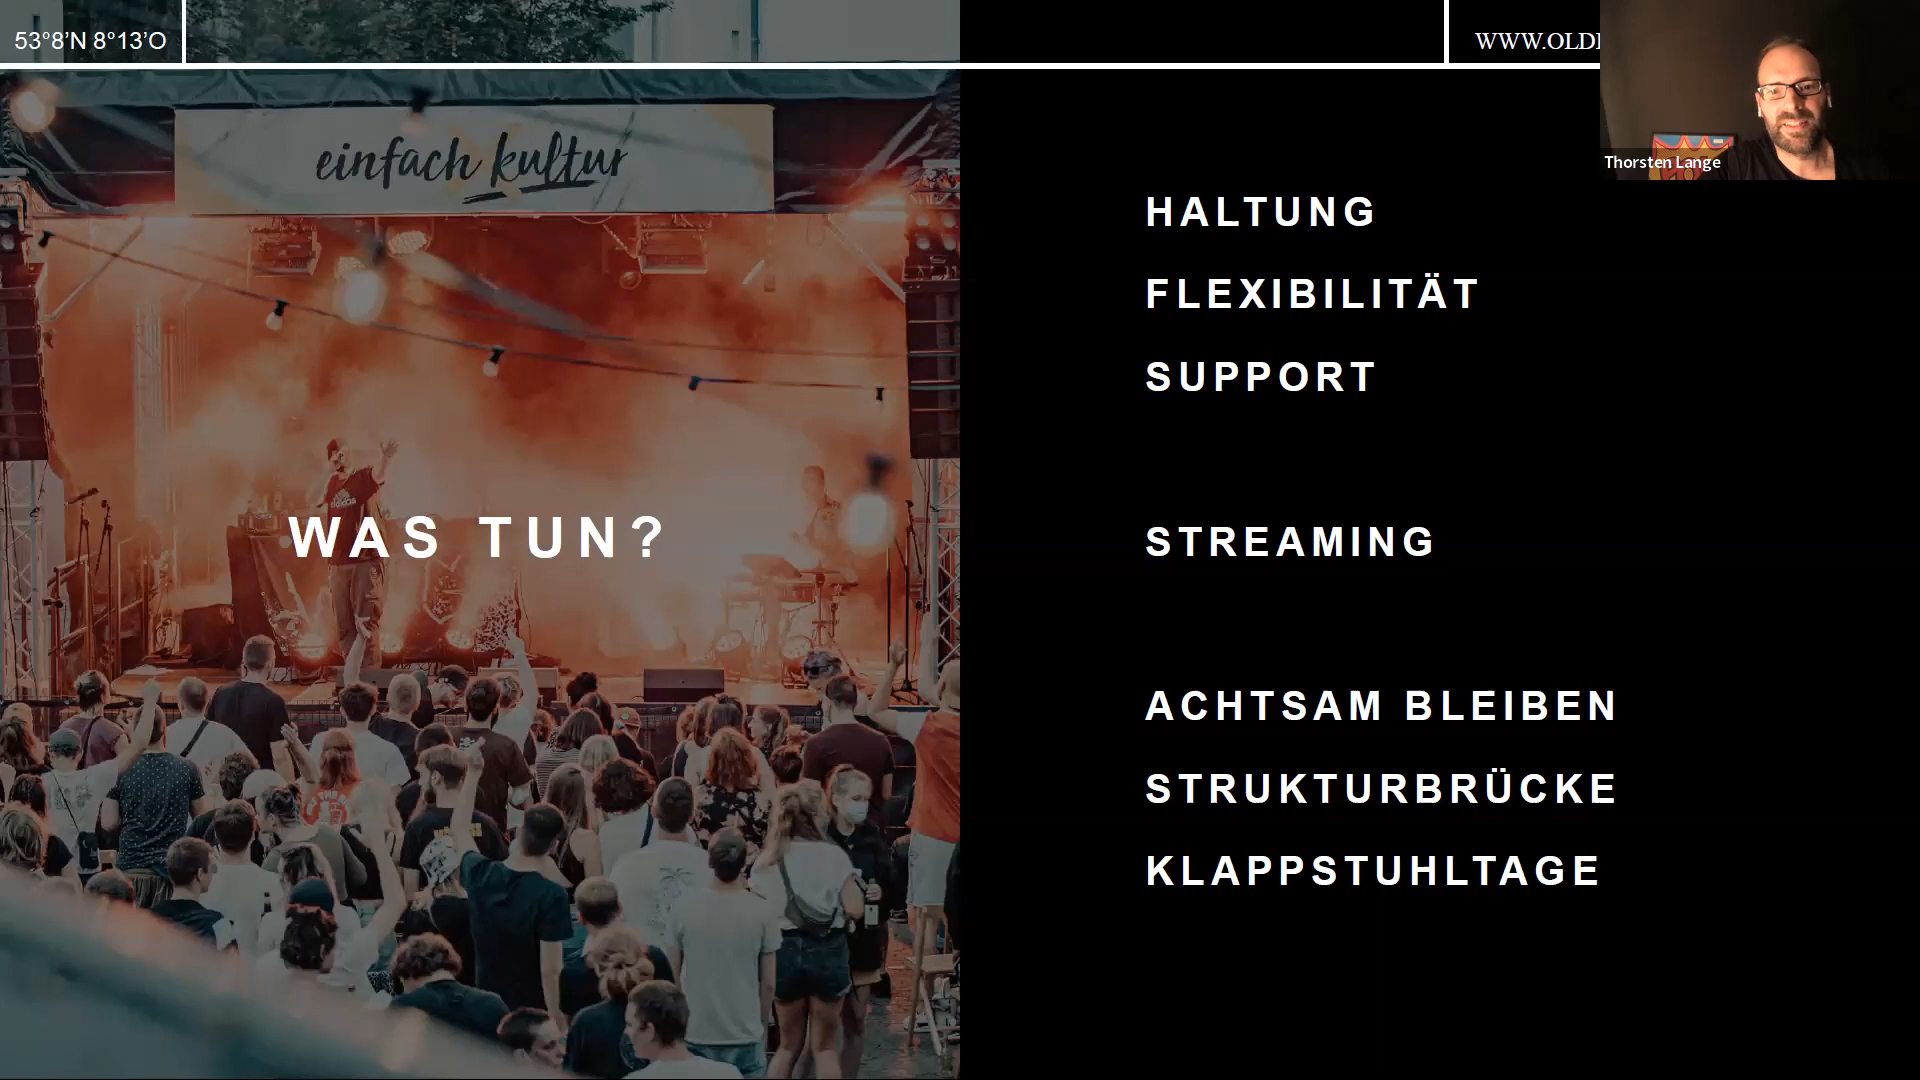 53°8’N 8°13’O
WWW.OLD
Thorsten Lange
einfach kultur
WAS TUN?
HALTUNG
FLEXIBILITÄT
SUPPORT
STREAMING
ACHTSAM BLEIBEN
STRUKTURBRÜCKE
KLAPPSTUHLTAGE
adidas